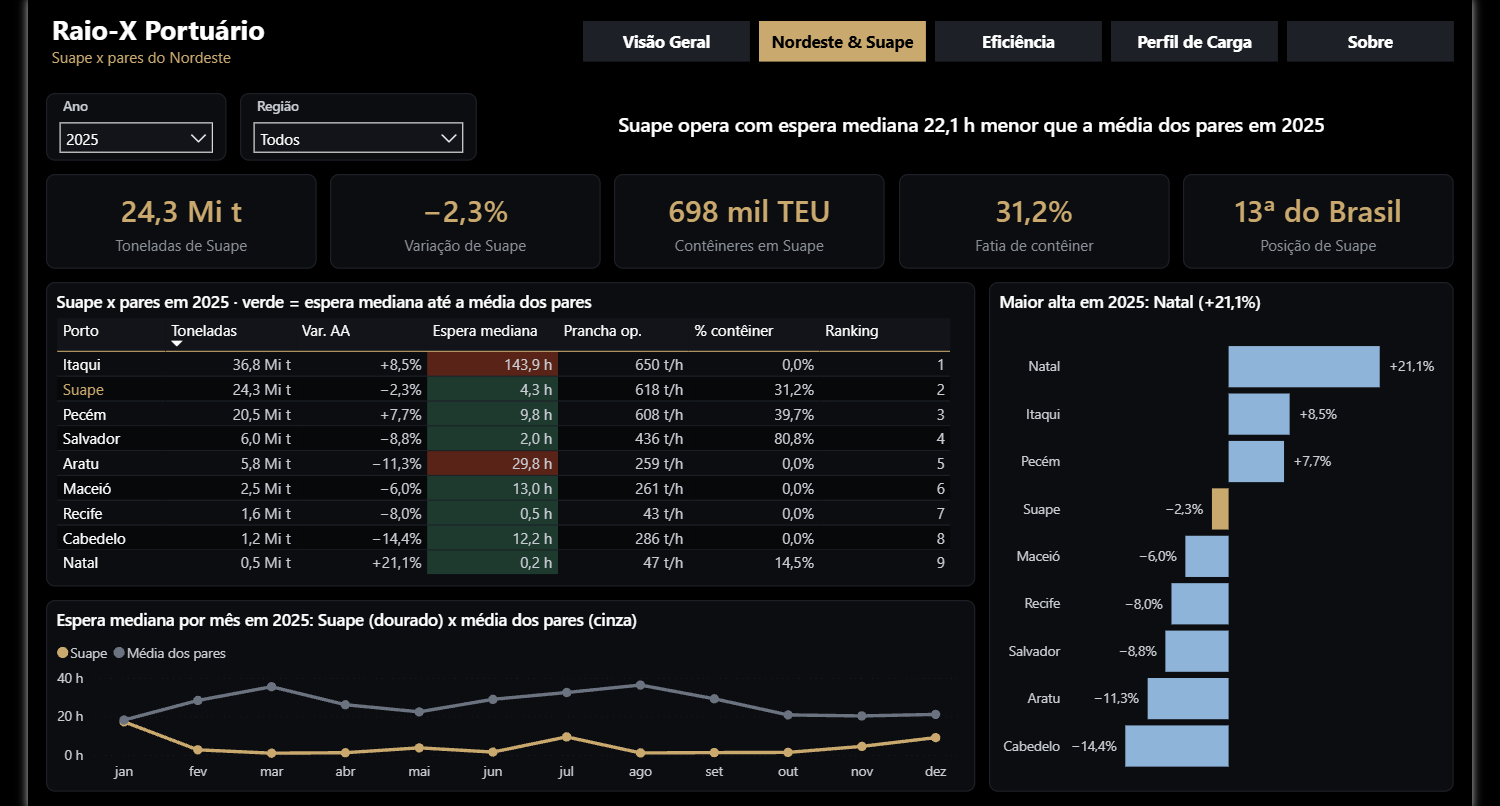 Raio-X Portuário
Suape x pares do Nordeste
Visão Geral
Nordeste & Suape
Eficiência
Perfil de Carga
Sobre
Ano
2025
Região
Todos
Suape opera com espera mediana 22,1 h menor que a média dos pares em 2025
24,3 Mi t
Toneladas de Suape
−2,3%
Variação de Suape
698 mil TEU
Contêineres em Suape
31,2%
Fatia de contêiner
13ª do Brasil
Posição de Suape
Suape x pares em 2025 · verde = espera mediana até a média dos pares
Porto Toneladas Var. AA Espera mediana Prancha op. % contêiner Ranking
Itaqui 36,8 Mi t +8,5% 143,9 h 650 t/h 0,0% 1
Suape 24,3 Mi t −2,3% 4,3 h 618 t/h 31,2% 2
Pecém 20,5 Mi t +7,7% 9,8 h 608 t/h 39,7% 3
Salvador 6,0 Mi t −8,8% 2,0 h 436 t/h 80,8% 4
Aratu 5,8 Mi t −11,3% 29,8 h 259 t/h 0,0% 5
Maceió 2,5 Mi t −6,0% 13,0 h 261 t/h 0,0% 6
Recife 1,6 Mi t −8,0% 0,5 h 43 t/h 0,0% 7
Cabedelo 1,2 Mi t −14,4% 12,2 h 286 t/h 0,0% 8
Natal 0,5 Mi t +21,1% 0,2 h 47 t/h 14,5% 9
Espera mediana por mês em 2025: Suape (dourado) x média dos pares (cinza)
Suape Média dos pares
40 h
20 h
0 h
jan fev mar abr mai jun jul ago set out nov dez
Maior alta em 2025: Natal (+21,1%)
Natal +21,1%
Itaqui +8,5%
Pecém +7,7%
Suape −2,3%
Maceió −6,0%
Recife −8,0%
Salvador −8,8%
Aratu −11,3%
Cabedelo −14,4%